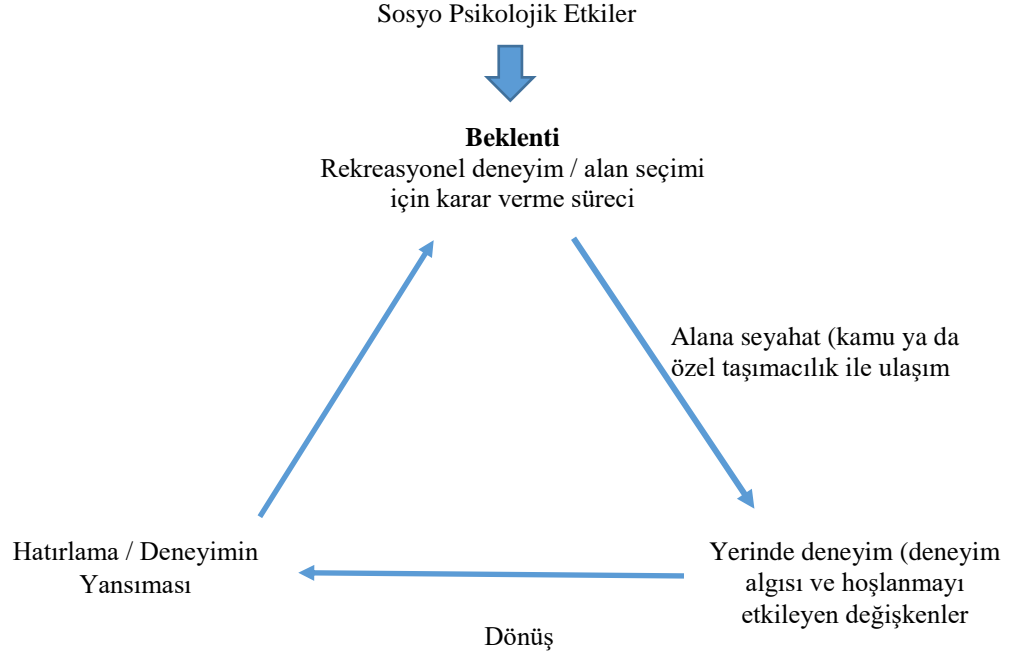 Sosyo Psikolojik Etkiler
Beklenti
Rekreasyonel deneyim / alan seçimi
için karar verme süreci
Alana seyahat (kamu ya da
özel taşımacılık ile ulaşım
Hatırlama / Deneyimin
Yansıması
Yerinde deneyim (deneyim
algısı ve hoşlanmayı
etkileyen değişkenler
Dönüş